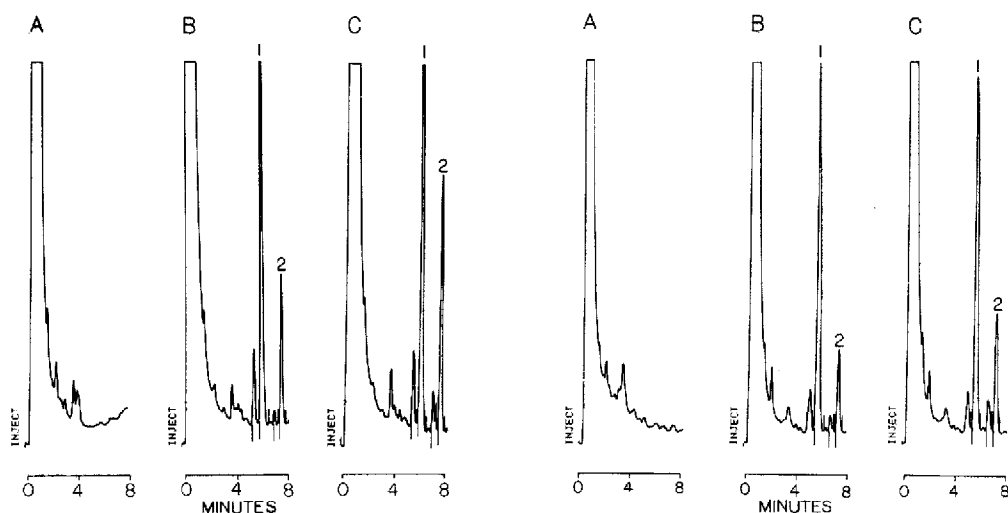 A B C A B C
1 1 1 1
2 2 2 2
INJECT INJECT INJECT INJECT INJECT INJECT
0 4 8 0 4 8 0 4 8 0 4 8 0 4 8 0 4 8
MINUTES MINUTES